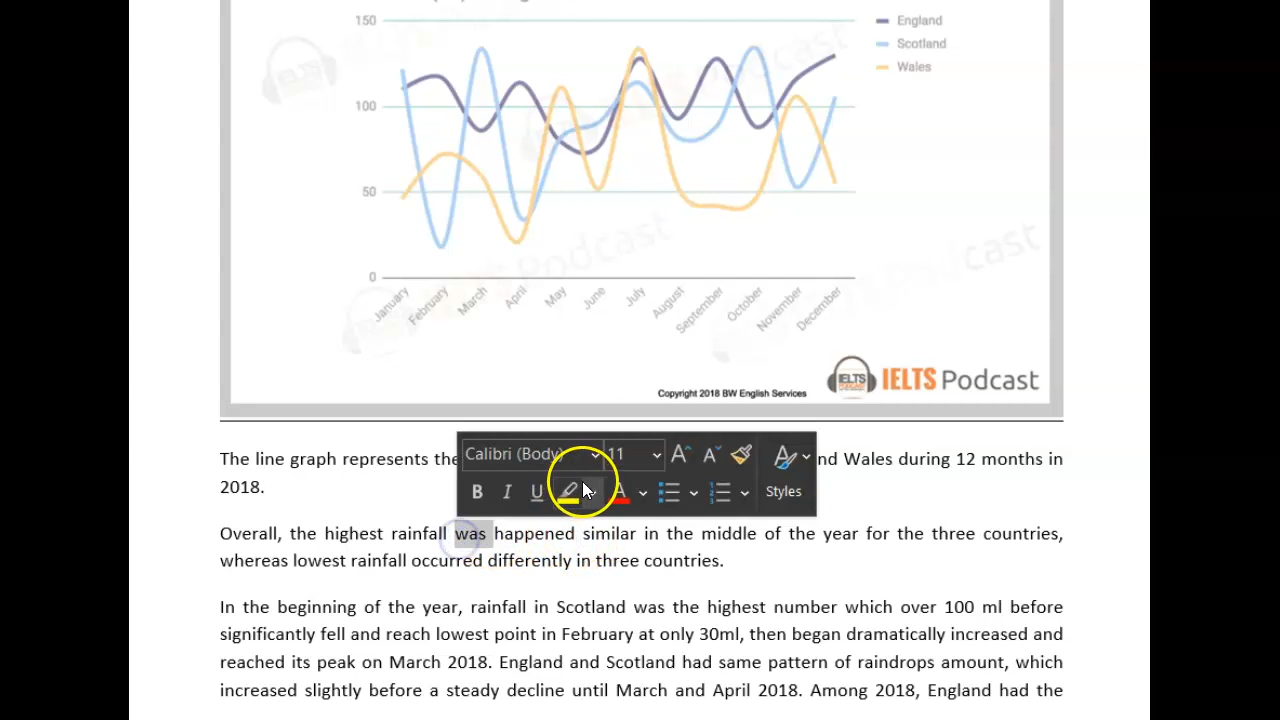 150
England
Scotland
Wales
100
50
0
January
February
March
April
May
June
July
August
September
October
November
December
IELTS Podcast
Copyright 2018 BW English Services
The line graph represents the
nd Wales during 12 months in
2018.
Calibri (Body)
11
B I U A
Styles
Overall, the highest rainfall was happened similar in the middle of the year for the three countries,
whereas lowest rainfall occurred differently in three countries.
In the beginning of the year, rainfall in Scotland was the highest number which over 100 ml before
significantly fell and reach lowest point in February at only 30ml, then began dramatically increased and
reached its peak on March 2018. England and Scotland had same pattern of raindrops amount, which
increased slightly before a steady decline until March and April 2018. Among 2018, England had the